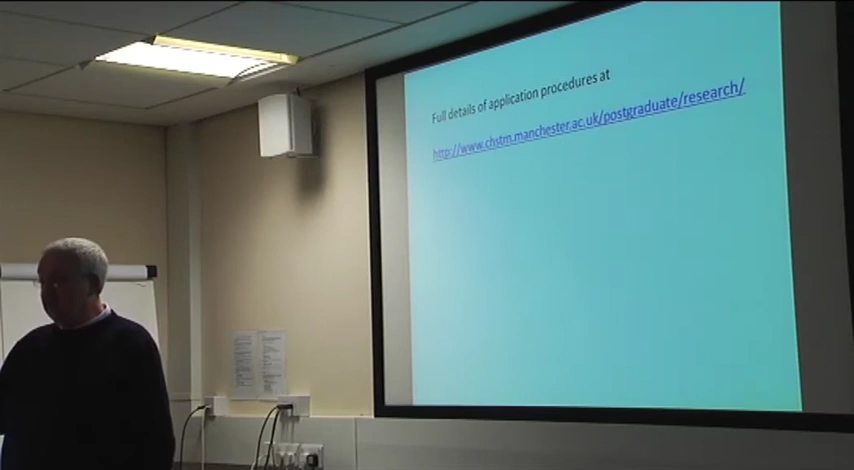 Full details of application procedures at
http://www.chstm.manchester.ac.uk/postgraduate/research/